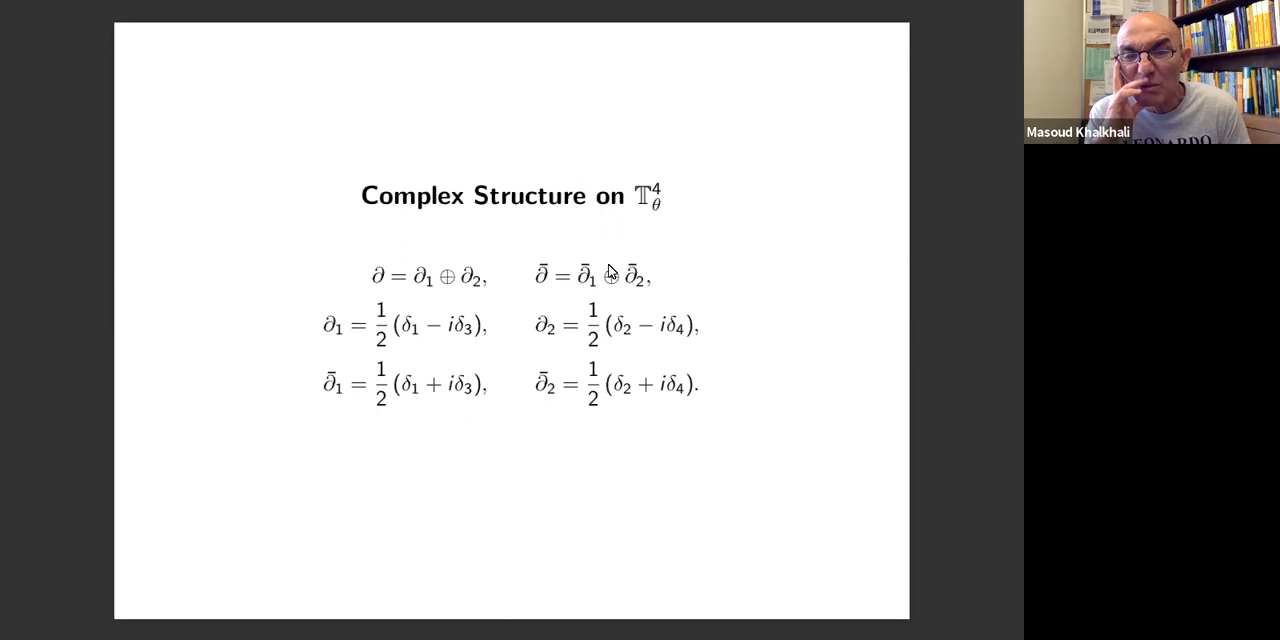 Complex Structure on 𝕋⁴_θ
∂ = ∂₁ ⊕ ∂₂, ∂̄ = ∂̄₁ ⊕ ∂̄₂,
∂₁ = 1/2 (δ₁ − iδ₃), ∂₂ = 1/2 (δ₂ − iδ₄),
∂̄₁ = 1/2 (δ₁ + iδ₃), ∂̄₂ = 1/2 (δ₂ + iδ₄).
Masoud Khalkhali
LEONARDO